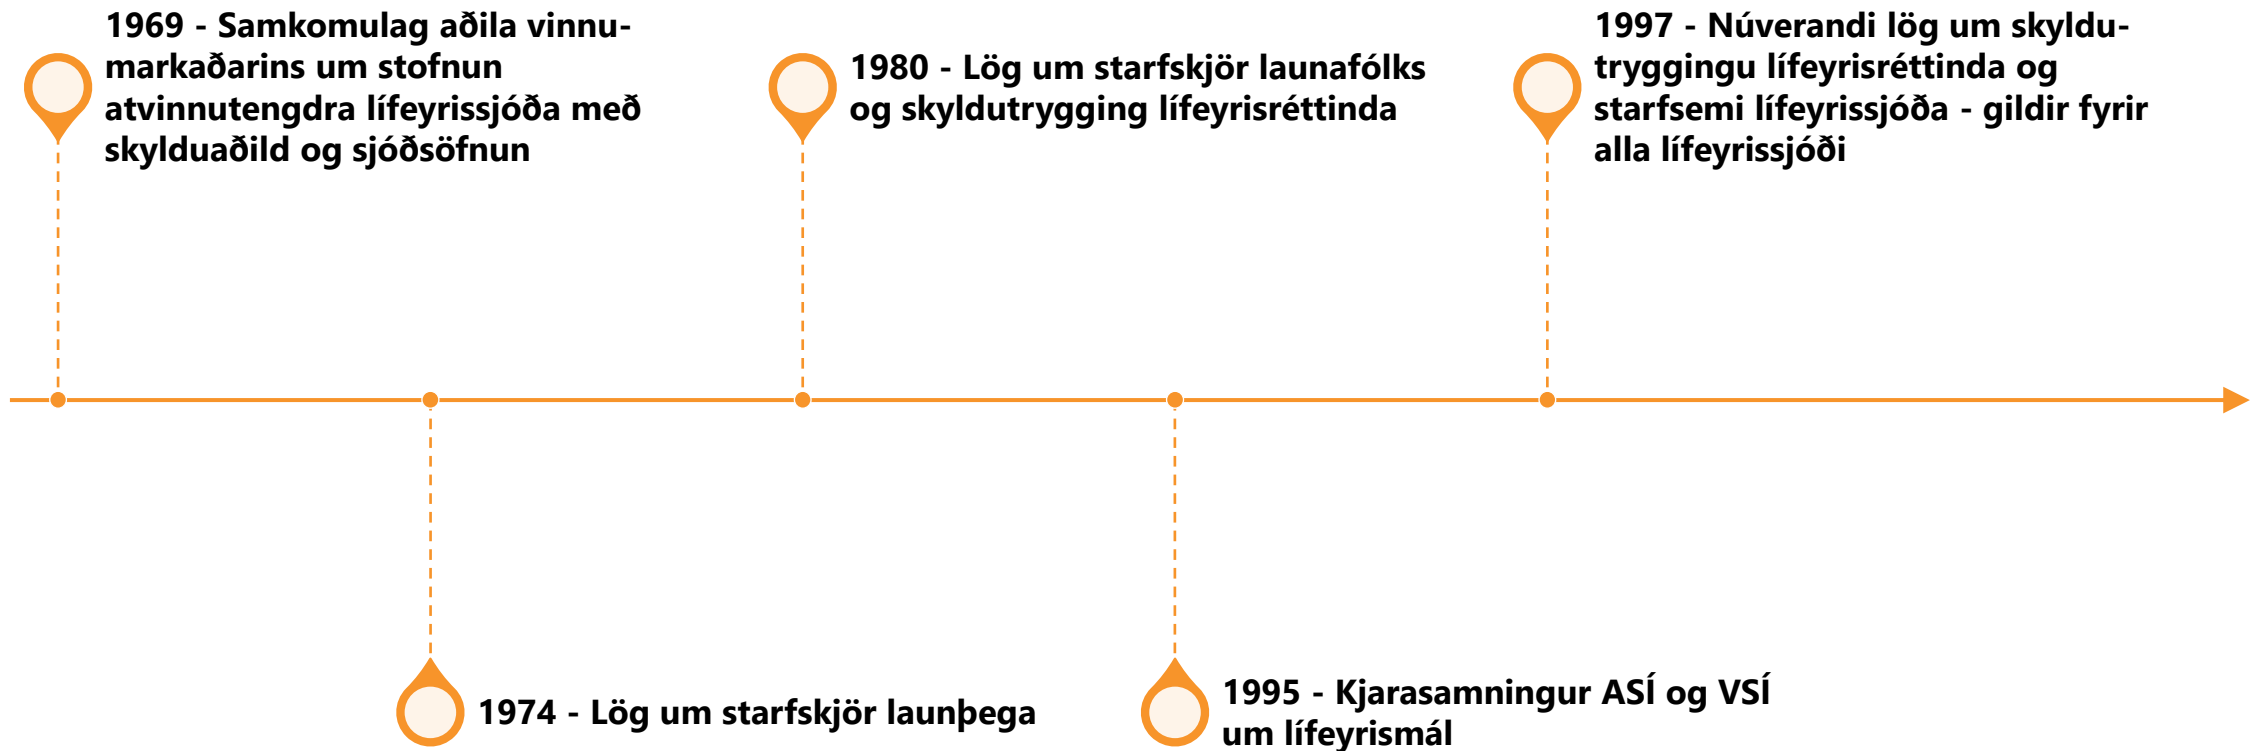 1969 - Samkomulag aðila vinnu-
markaðarins um stofnun
atvinnutengdra lífeyrissjóða með
skylduaðild og sjóðsöfnun
1974 - Lög um starfskjör launþega
1980 - Lög um starfskjör launafólks
og skyldutrygging lífeyrisréttinda
1995 - Kjarasamningur ASÍ og VSÍ
um lífeyrismál
1997 - Núverandi lög um skyldu-
tryggingu lífeyrisréttinda og
starfsemi lífeyrissjóða - gildir fyrir
alla lífeyrissjóði